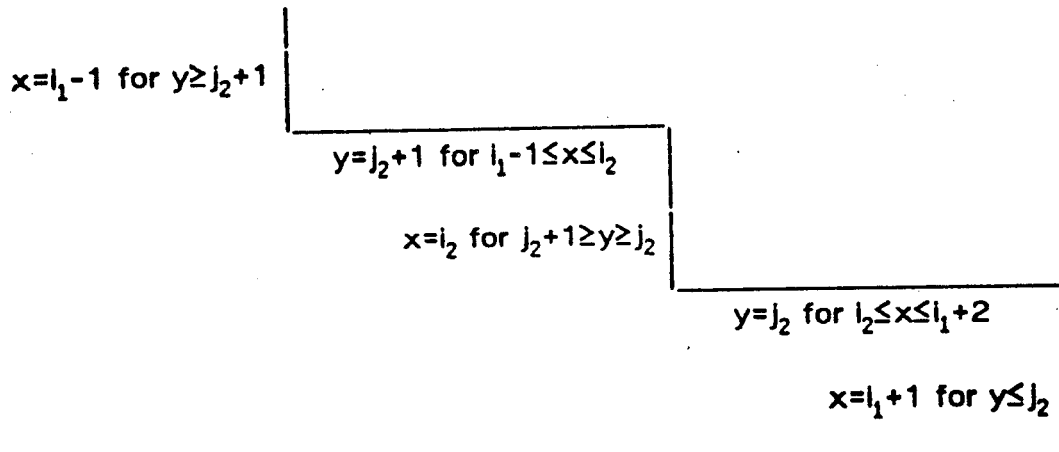 x=i₁-1 for y≥j₂+1
y=j₂+1 for i₁-1≤x≤i₂
x=i₂ for j₂+1≥y≥j₂
y=j₂ for i₂≤x≤i₁+2
x=i₁+1 for y≤j₂